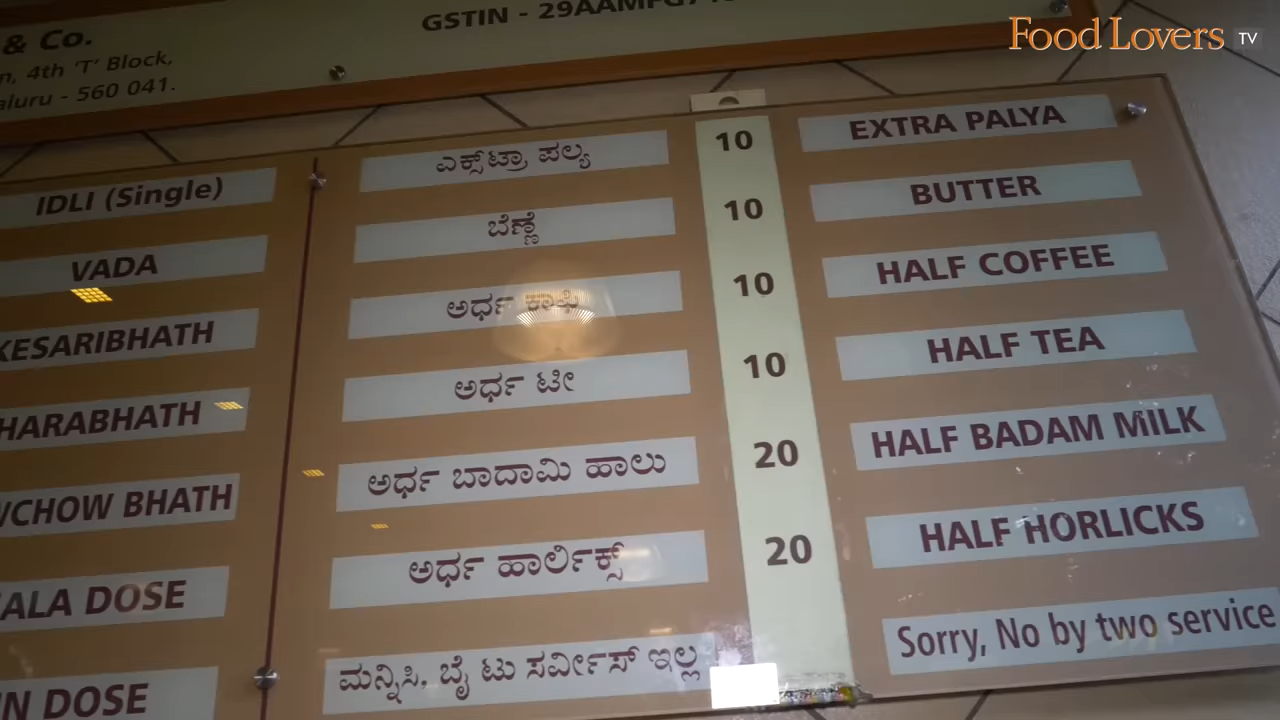 & Co.
4th 'T' Block,
560 041.
GSTIN - 29AAMFG7
Food Lovers TV
IDLI (Single)
VADA
KESARIBHATH
HARABHATH
WCHOW BHATH
ALA DOSE
N DOSE
ಎಕ್ಸ್‌ಟ್ರಾ ಪಲ್ಯ 10 EXTRA PALYA
ಬೆಣ್ಣೆ 10 BUTTER
ಅರ್ಧ ಕಾಫಿ 10 HALF COFFEE
ಅರ್ಧ ಟೀ 10 HALF TEA
ಅರ್ಧ ಬಾದಾಮಿ ಹಾಲು 20 HALF BADAM MILK
ಅರ್ಧ ಹಾರ್ಲಿಕ್ಸ್ 20 HALF HORLICKS
ಮನ್ನಿಸಿ, ಬೈ ಟು ಸರ್ವೀಸ್ ಇಲ್ಲ Sorry, No by two service